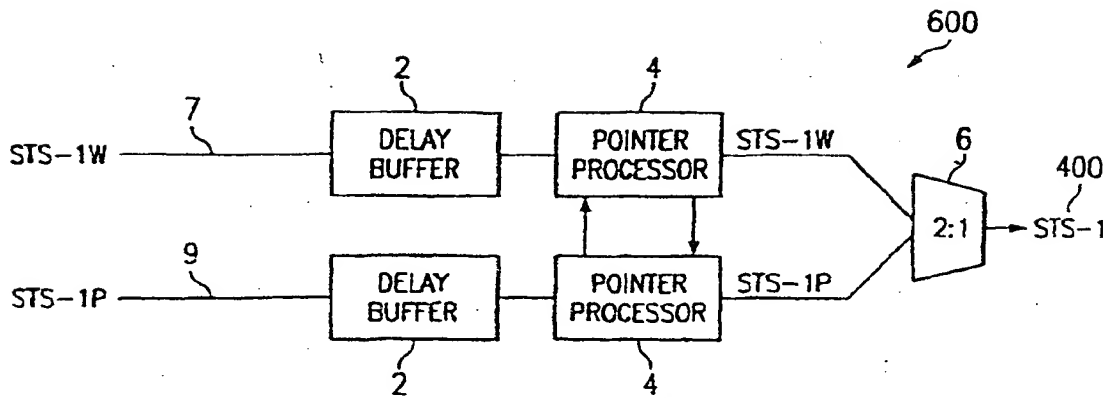 600
2
4
7
STS-1W
DELAY
BUFFER
POINTER
PROCESSOR
STS-1W
6
400
2:1
STS-1
9
STS-1P
DELAY
BUFFER
POINTER
PROCESSOR
STS-1P
2
4